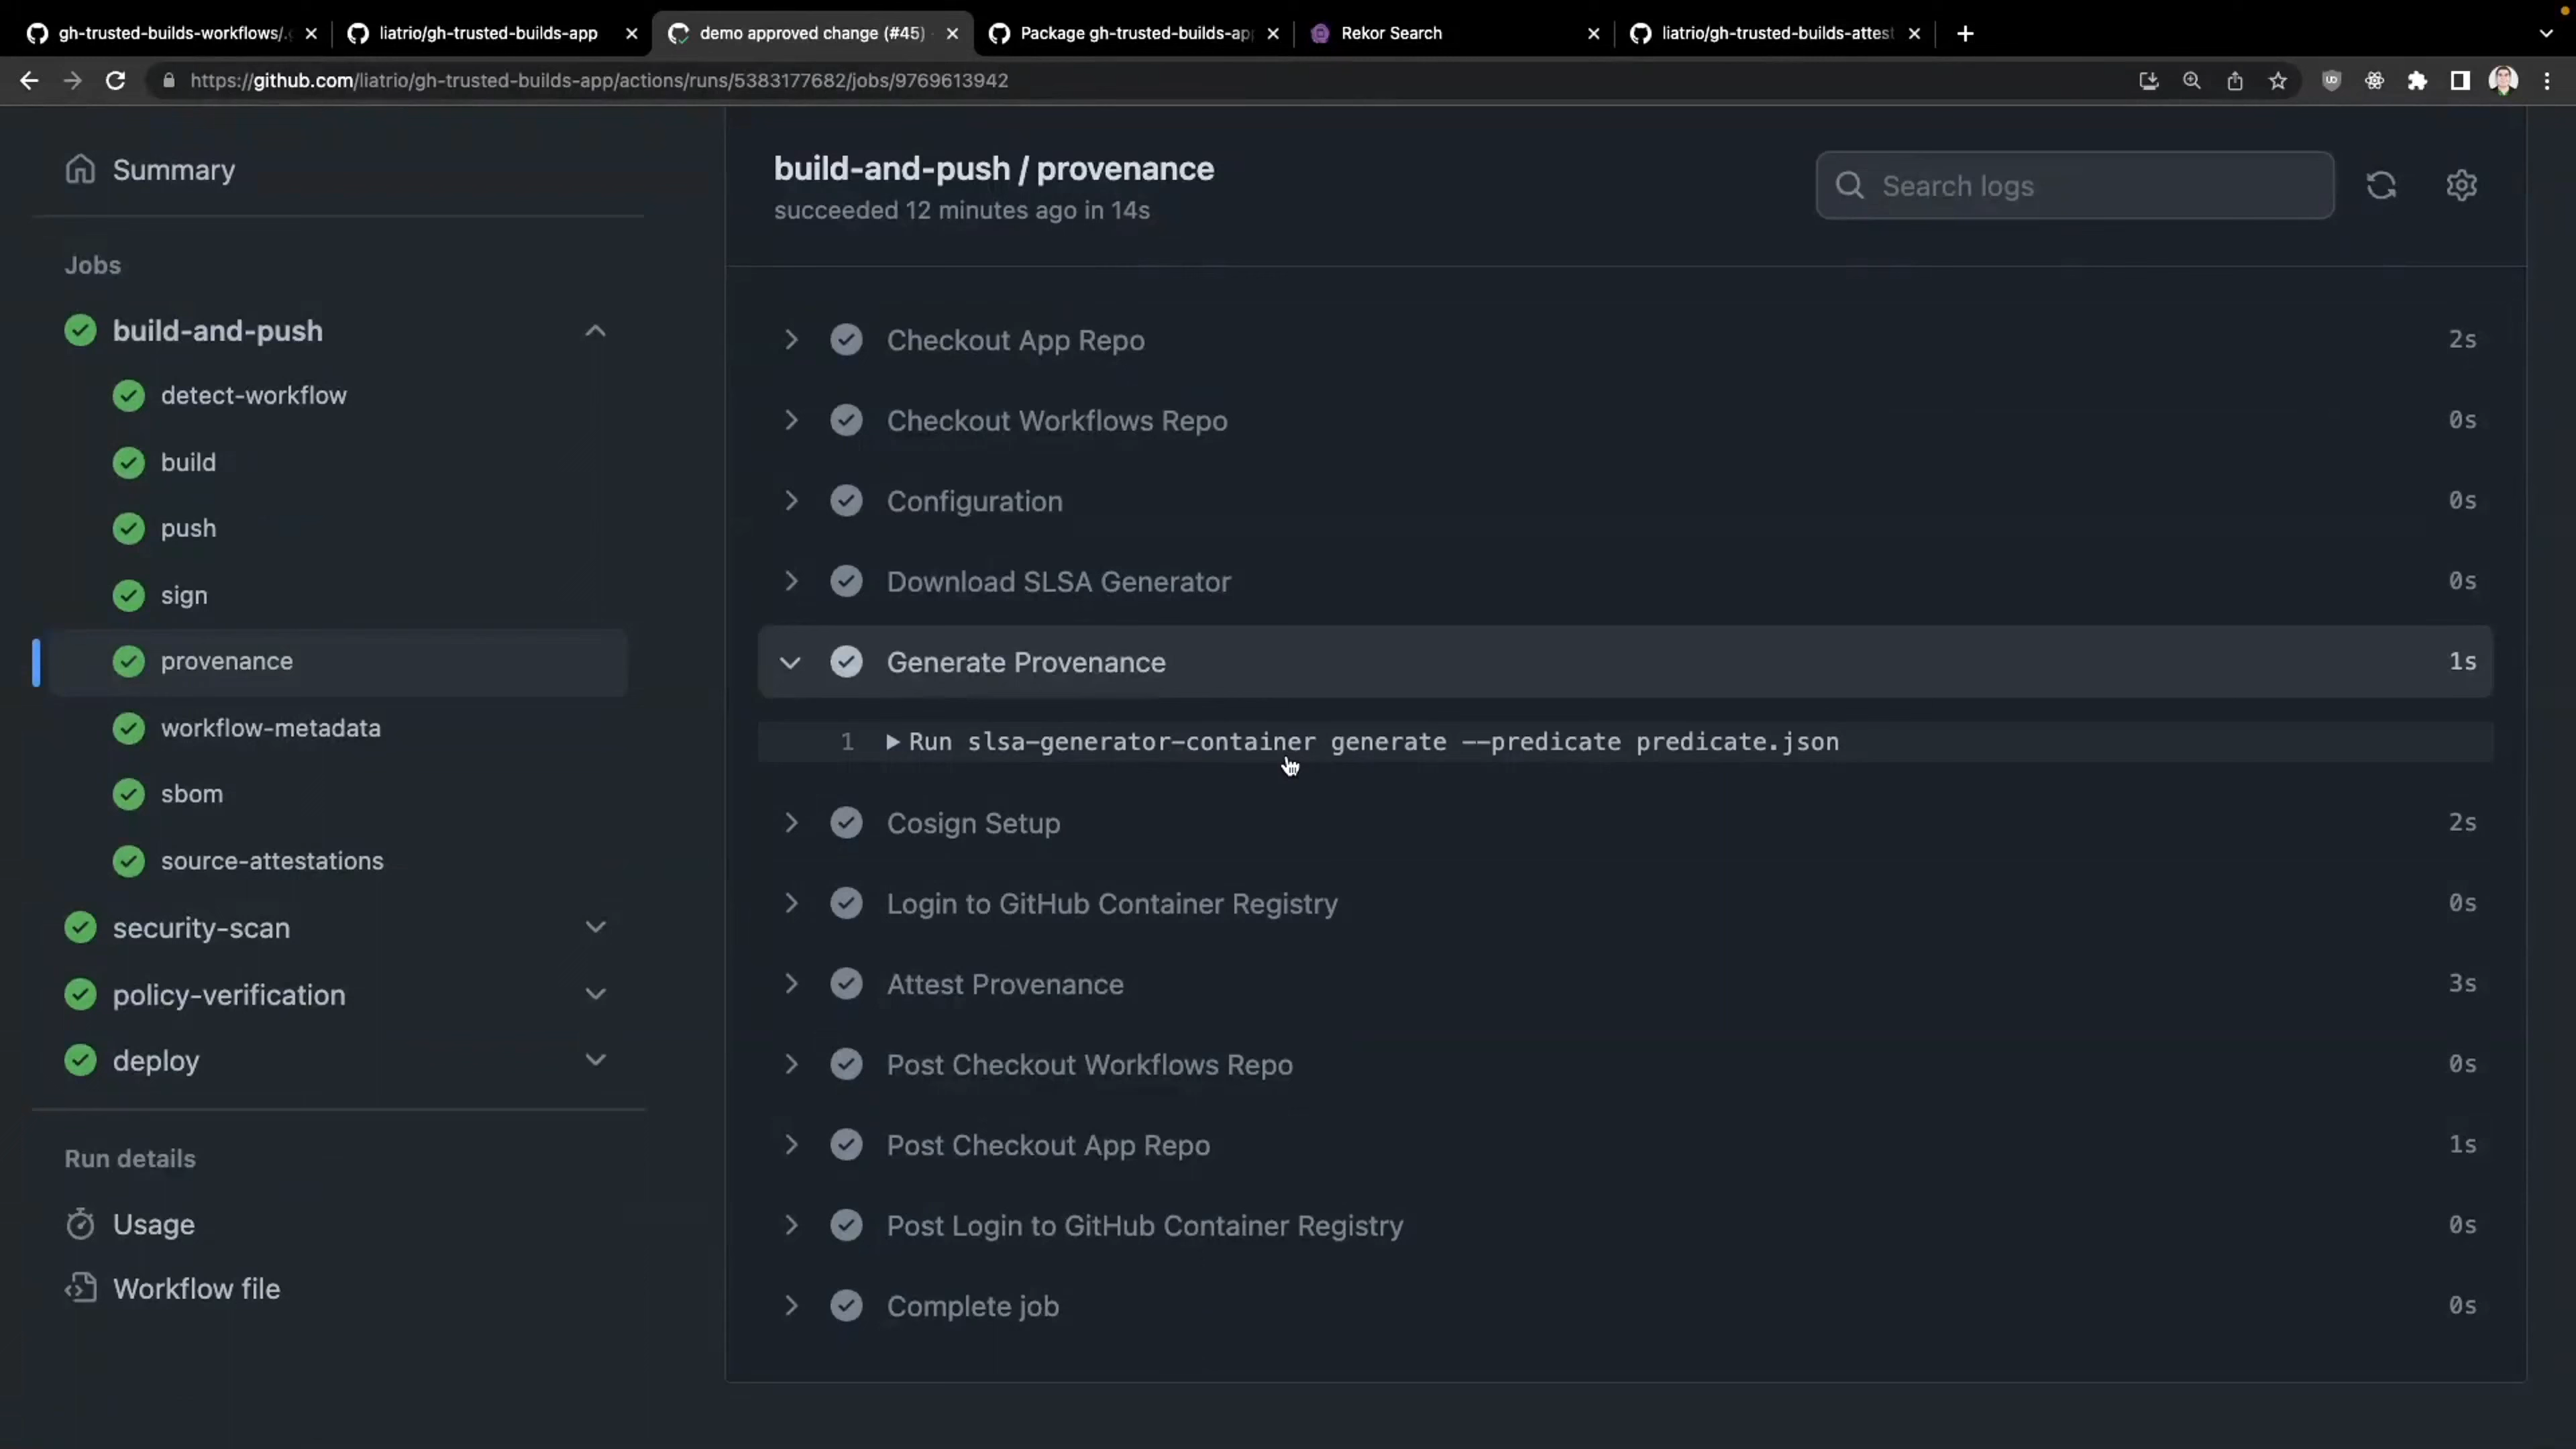 gh-trusted-builds-workflows/.g
liatrio/gh-trusted-builds-app
demo approved change (#45)
Package gh-trusted-builds-app
Rekor Search
liatrio/gh-trusted-builds-attest
https://github.com/liatrio/gh-trusted-builds-app/actions/runs/5383177682/jobs/9769613942
Summary
Jobs
build-and-push
detect-workflow
build
push
sign
provenance
workflow-metadata
sbom
source-attestations
security-scan
policy-verification
deploy
Run details
Usage
Workflow file
build-and-push / provenance
succeeded 12 minutes ago in 14s
Search logs
Checkout App Repo 2s
Checkout Workflows Repo 0s
Configuration 0s
Download SLSA Generator 0s
Generate Provenance 1s
1 Run slsa-generator-container generate --predicate predicate.json
Cosign Setup 2s
Login to GitHub Container Registry 0s
Attest Provenance 3s
Post Checkout Workflows Repo 0s
Post Checkout App Repo 1s
Post Login to GitHub Container Registry 0s
Complete job 0s